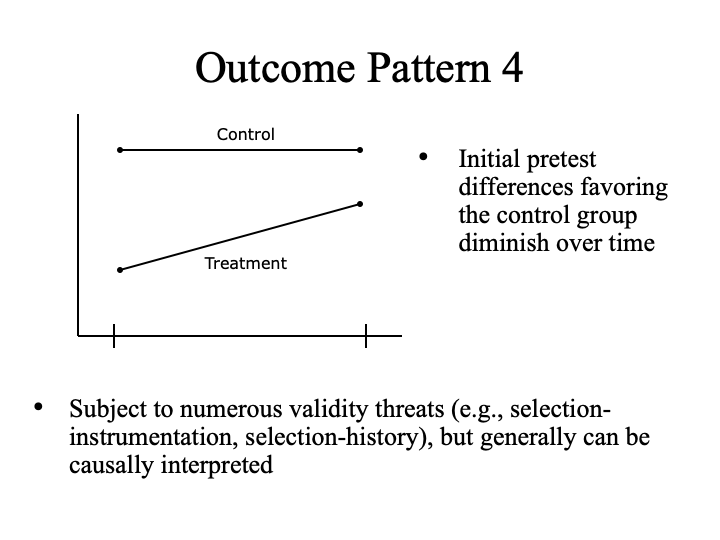 Outcome Pattern 4
Control
Treatment
• Initial pretest
differences favoring
the control group
diminish over time
• Subject to numerous validity threats (e.g., selection-
instrumentation, selection-history), but generally can be
causally interpreted